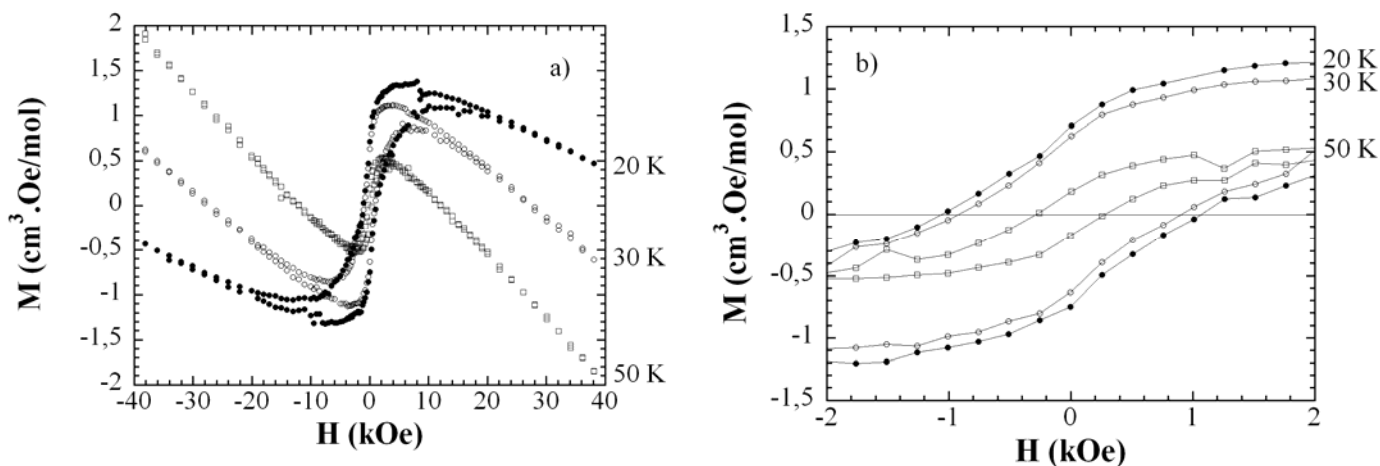 a)
M (cm³.Oe/mol)
2
1,5
1
0,5
0
-0,5
-1
-1,5
-2
-40 -30 -20 -10 0 10 20 30 40
H (kOe)
20 K
30 K
50 K
b)
M (cm³.Oe/mol)
1,5
1
0,5
0
-0,5
-1
-1,5
-2 -1 0 1 2
H (kOe)
20 K
30 K
50 K